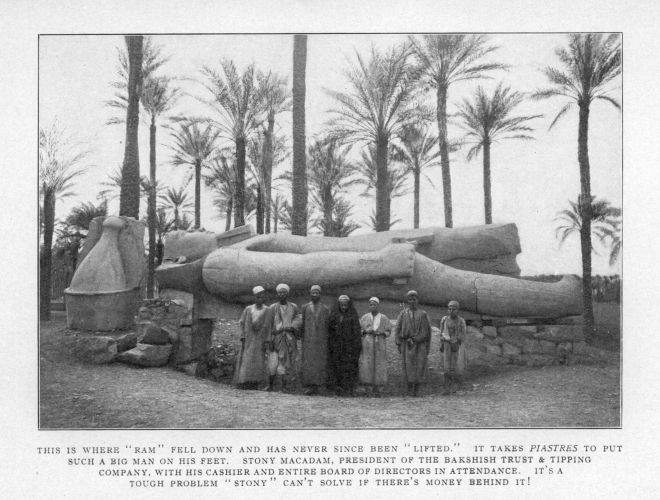 THIS IS WHERE "RAM" FELL DOWN AND HAS NEVER SINCE BEEN "LIFTED." IT TAKES PIASTRES TO PUT
SUCH A BIG MAN ON HIS FEET. STONY MACADAM, PRESIDENT OF THE BAKSHISH TRUST & TIPPING
COMPANY, WITH HIS CASHIER AND ENTIRE BOARD OF DIRECTORS IN ATTENDANCE. IT'S A
TOUGH PROBLEM "STONY" CAN'T SOLVE IF THERE'S MONEY BEHIND IT!